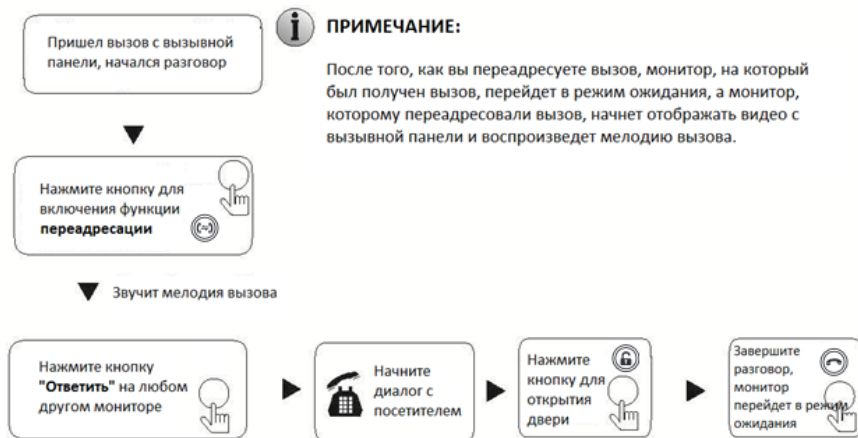 Пришел вызов с вызывной
панели, начался разговор
ПРИМЕЧАНИЕ:
После того, как вы переадресуете вызов, монитор, на который
был получен вызов, перейдет в режим ожидания, а монитор,
которому переадресовали вызов, начнет отображать видео с
вызывной панели и воспроизведет мелодию вызова.
Нажмите кнопку для
включения функции
переадресации
Звучит мелодия вызова
Нажмите кнопку
"Ответить" на любом
другом мониторе
Начните
диалог с
посетителем
Нажмите
кнопку для
открытия
двери
Завершите
разговор,
монитор
перейдет в режим
ожидания